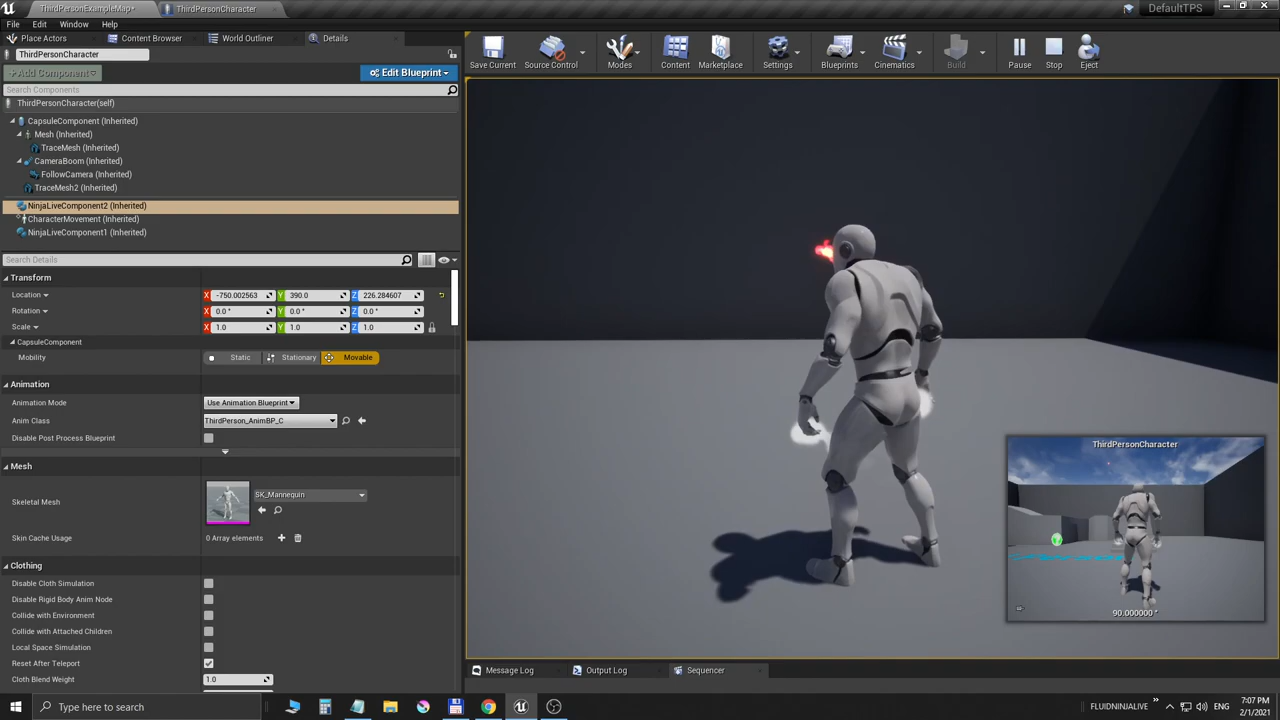 ThirdPersonExampleMap*
ThirdPersonCharacter
DefaultTPS
File Edit Window Help
Place Actors
Content Browser
World Outliner
Details
ThirdPersonCharacter
+Add Component
Edit Blueprint
Search Components
ThirdPersonCharacter(self)
CapsuleComponent (Inherited)
Mesh (Inherited)
TraceMesh (Inherited)
CameraBoom (Inherited)
FollowCamera (Inherited)
TraceMesh2 (Inherited)
NinjaLiveComponent2 (Inherited)
CharacterMovement (Inherited)
NinjaLiveComponent1 (Inherited)
Search Details
Transform
Location X -750.002563 Y 390.0 Z 226.284607
Rotation X 0.0 ° Y 0.0 ° Z 0.0 °
Scale X 1.0 Y 1.0 Z 1.0
CapsuleComponent
Mobility Static Stationary Movable
Animation
Animation Mode Use Animation Blueprint
Anim Class ThirdPerson_AnimBP_C
Disable Post Process Blueprint
Mesh
Skeletal Mesh SK_Mannequin
Skin Cache Usage 0 Array elements
Clothing
Disable Cloth Simulation
Disable Rigid Body Anim Node
Collide with Environment
Collide with Attached Children
Local Space Simulation
Reset After Teleport
Cloth Blend Weight 1.0
Save Current
Source Control
Modes
Content
Marketplace
Settings
Blueprints
Cinematics
Build
Pause
Stop
Eject
ThirdPersonCharacter
90.000000 °
Message Log
Output Log
Sequencer
Type here to search
FLUIDNINJALIVE
ENG
7:07 PM
2/1/2021